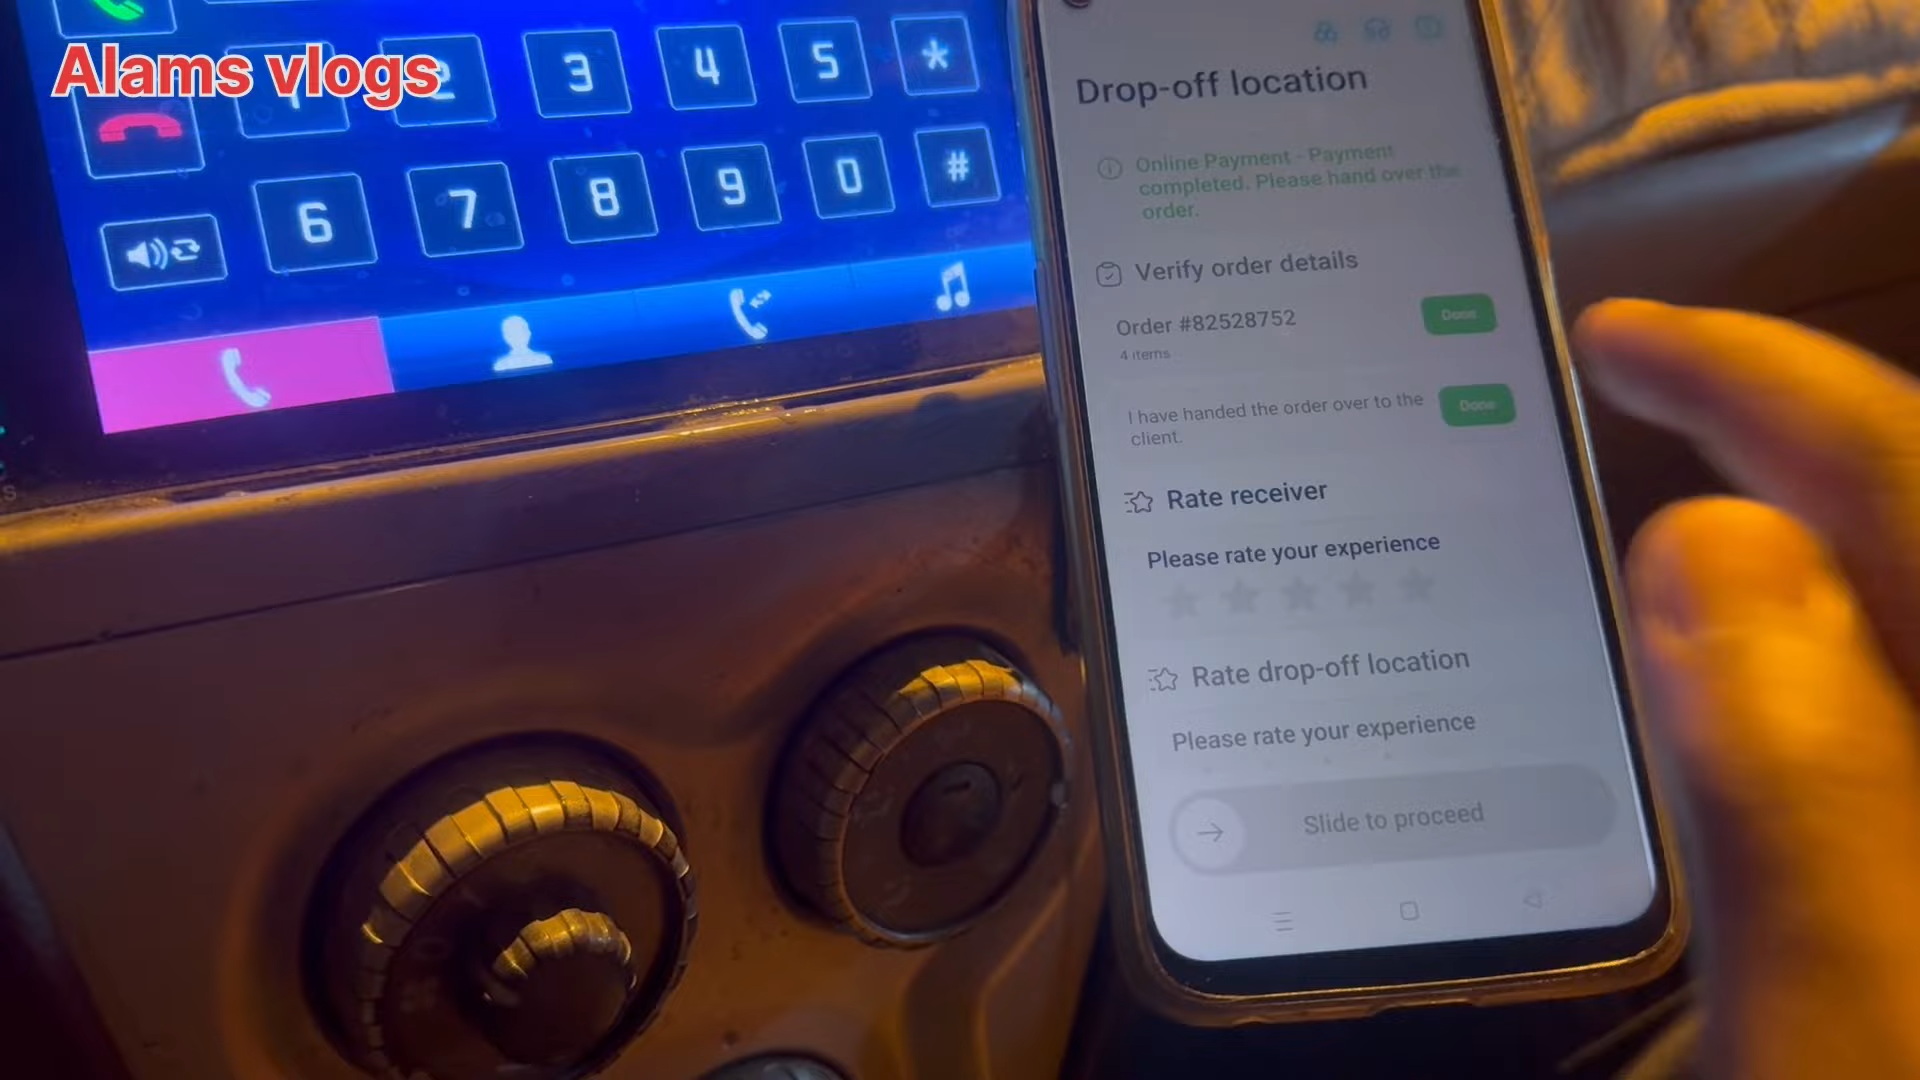 Alams vlogs
2 3 4 5 *
6 7 8 9 0 #
Drop-off location
Online Payment - Payment
completed. Please hand over the
order.
Verify order details
Order #82528752
Done
4 items
I have handed the order over to the
client.
Done
Rate receiver
Please rate your experience
Rate drop-off location
Please rate your experience
Slide to proceed